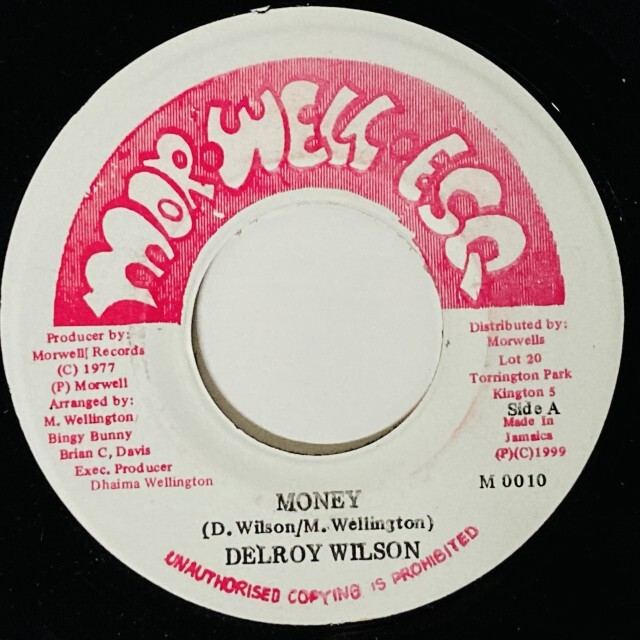 MOR-WELL ESQ.
Producer by:
Morwell[ Records
(C) 1977
(P) Morwell
Arranged by:
M. Wellington
Bingy Bunny
Brian C, Davis
Exec. Producer
Dhaima Wellington
Distributed by:
Morwells
Lot 20
Torrington Park
Kington 5
Side A
Made In
Jamaica
(P)(C)1999
M 0010
MONEY
(D. Wilson/M. Wellington)
DELROY WILSON
UNAUTHORISED COPYING IS PROHIBITED